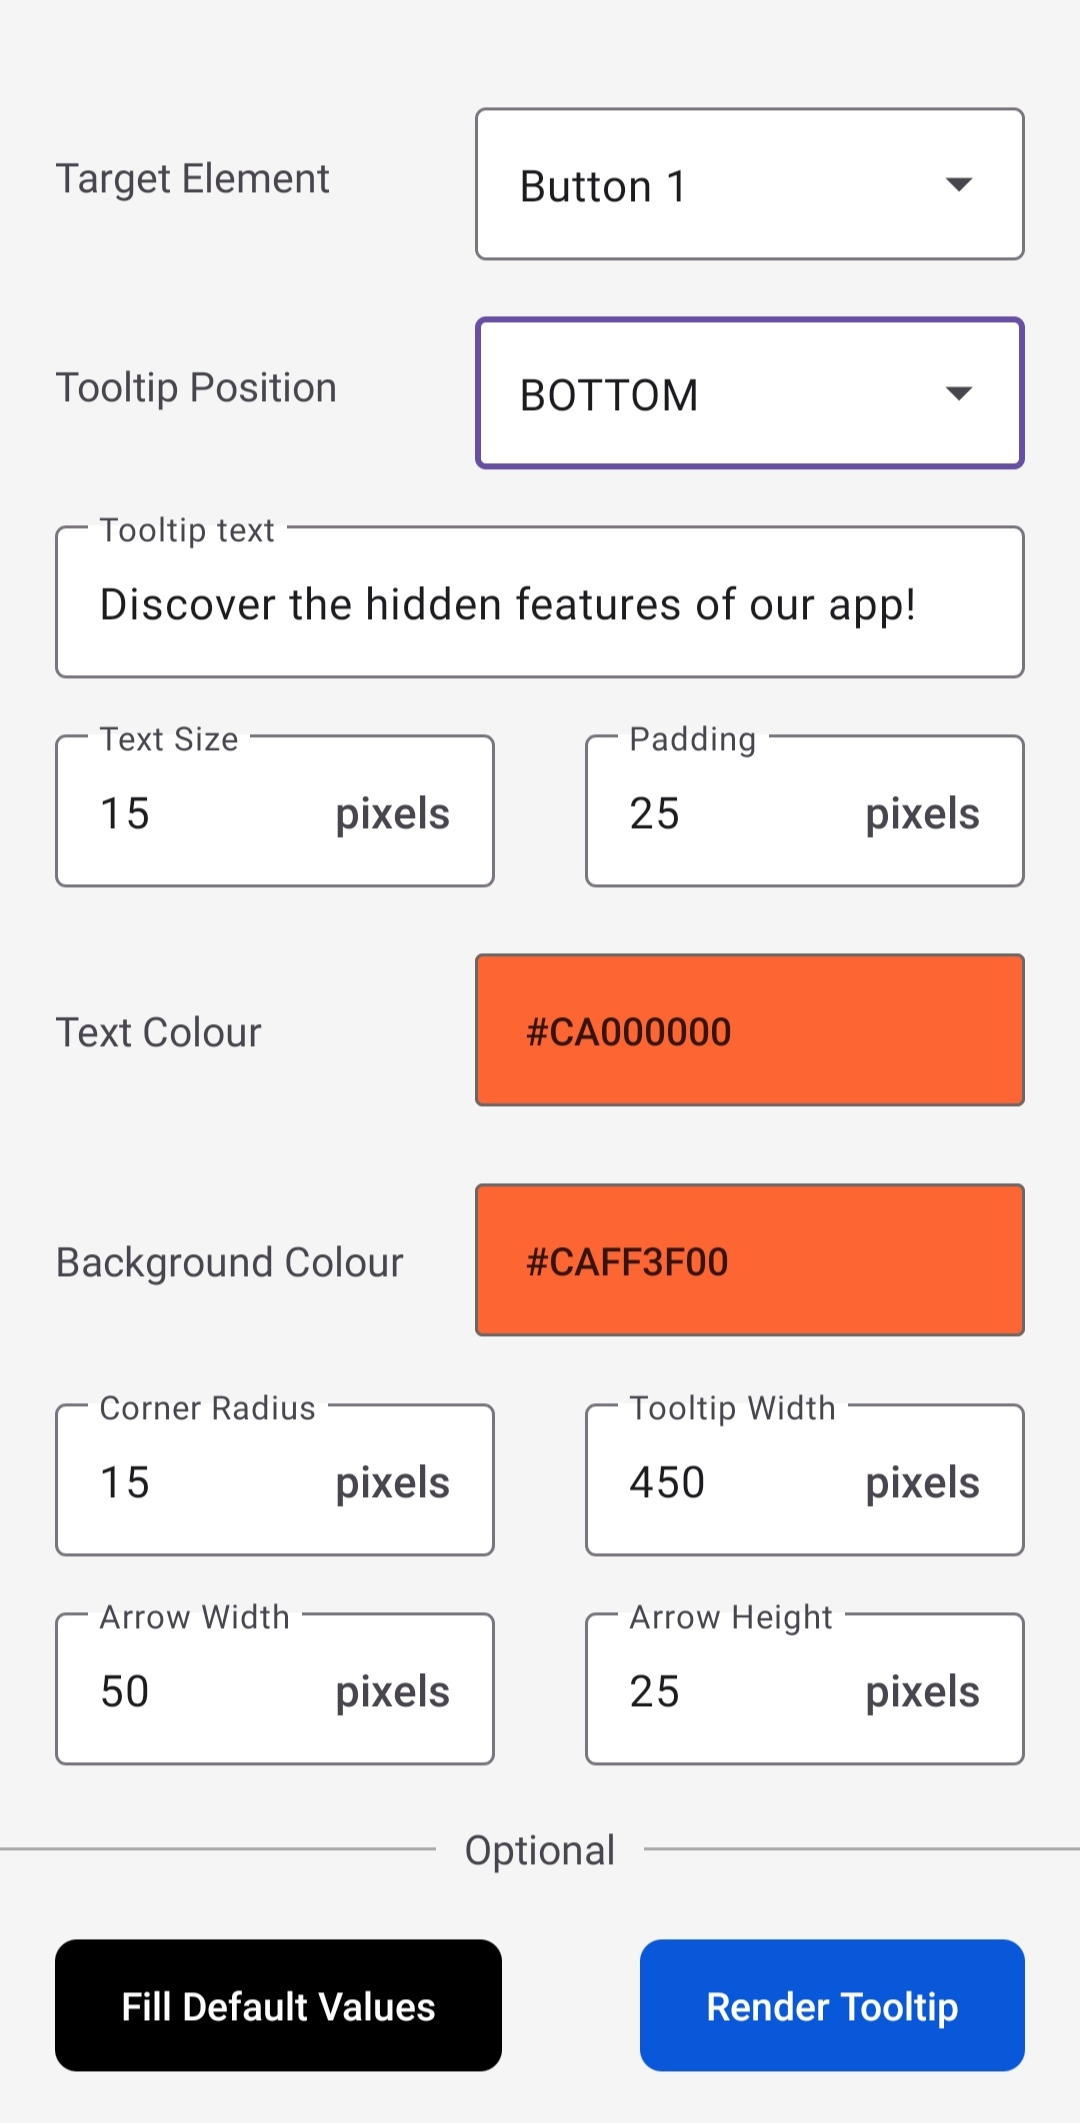 Target Element
Button 1
Tooltip Position
BOTTOM
Tooltip text
Discover the hidden features of our app!
Text Size
15 pixels
Padding
25 pixels
Text Colour
#CA000000
Background Colour
#CAFF3F00
Corner Radius
15 pixels
Tooltip Width
450 pixels
Arrow Width
50 pixels
Arrow Height
25 pixels
Optional
Fill Default Values
Render Tooltip